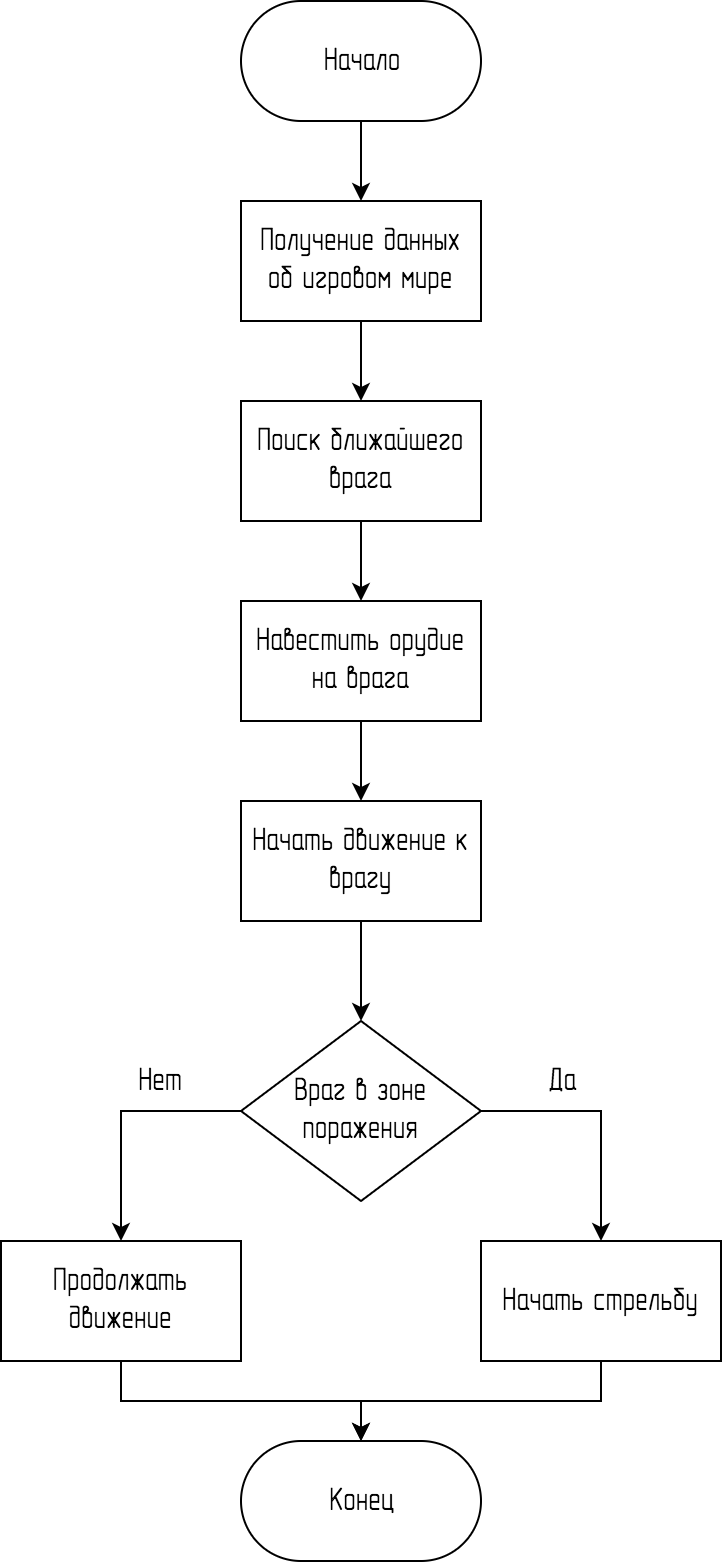 Начало
Получение данных
об игровом мире
Поиск ближайшего
врага
Навестить орудие
на врага
Начать движение к
врагу
Враг в зоне
поражения
Нет
Да
Продолжать
движение
Начать стрельбу
Конец